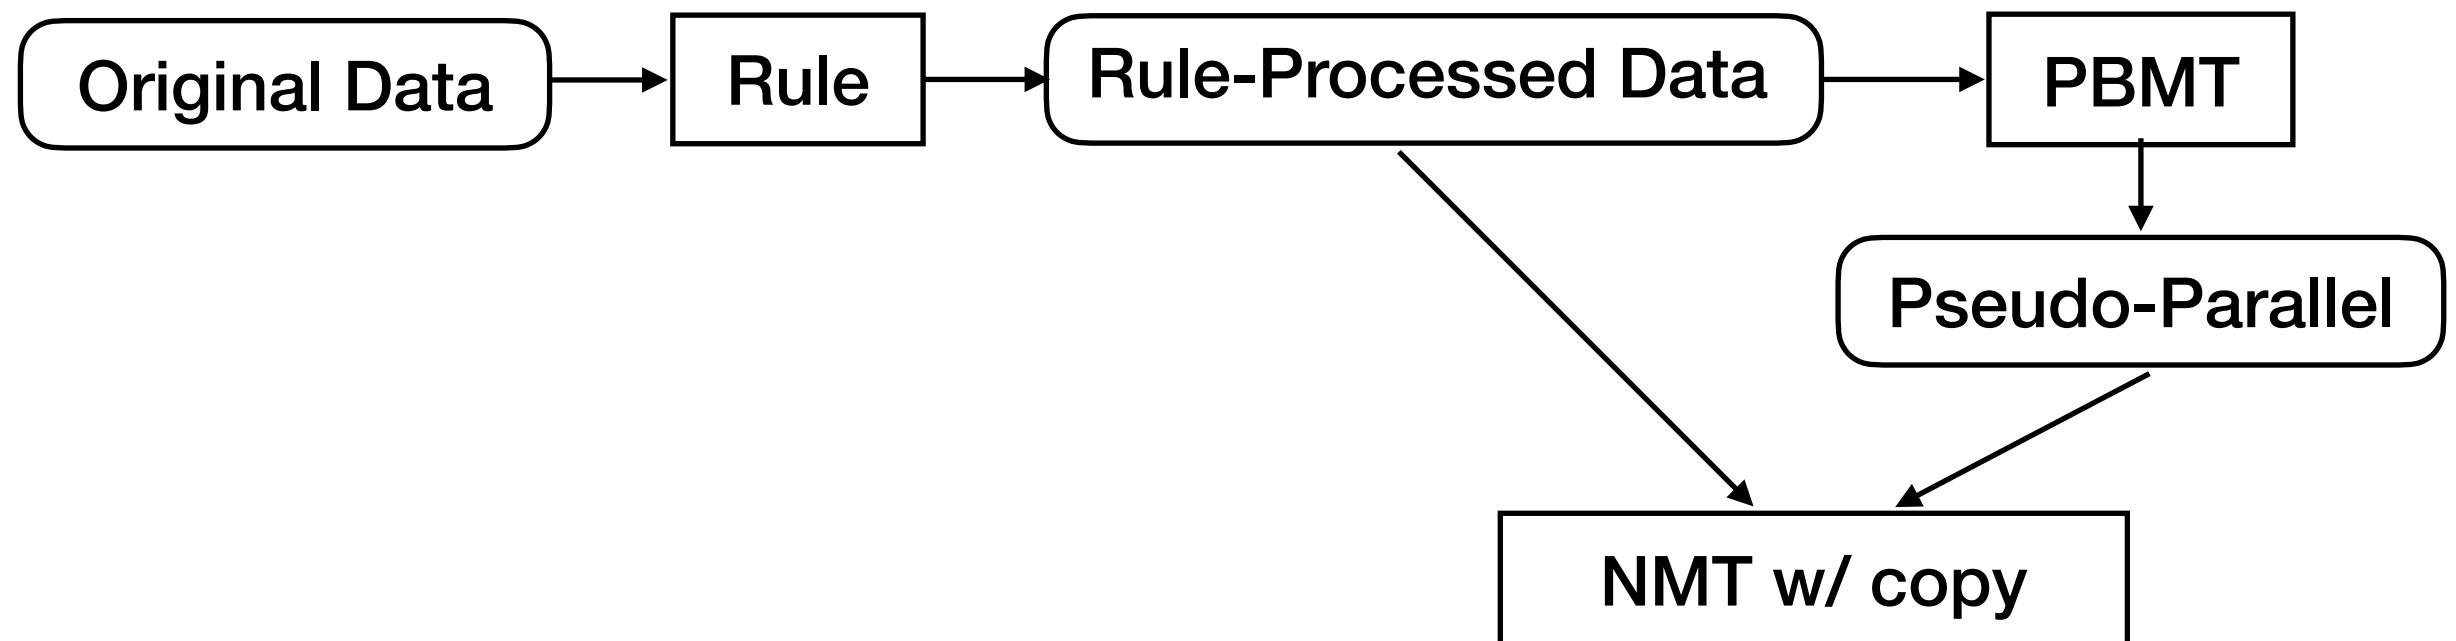 Original Data
Rule
Rule-Processed Data
PBMT
Pseudo-Parallel
NMT w/ copy